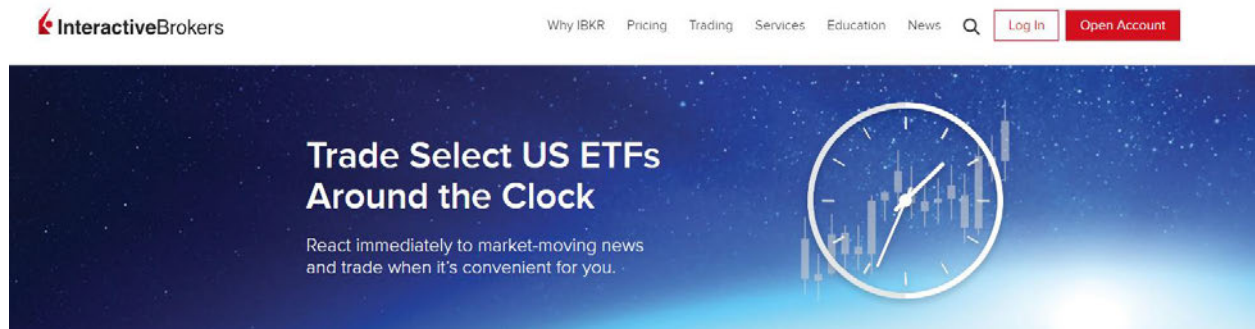 InteractiveBrokers
Why IBKR Pricing Trading Services Education News Log In Open Account
Trade Select US ETFs
Around the Clock
React immediately to market-moving news
and trade when it's convenient for you.